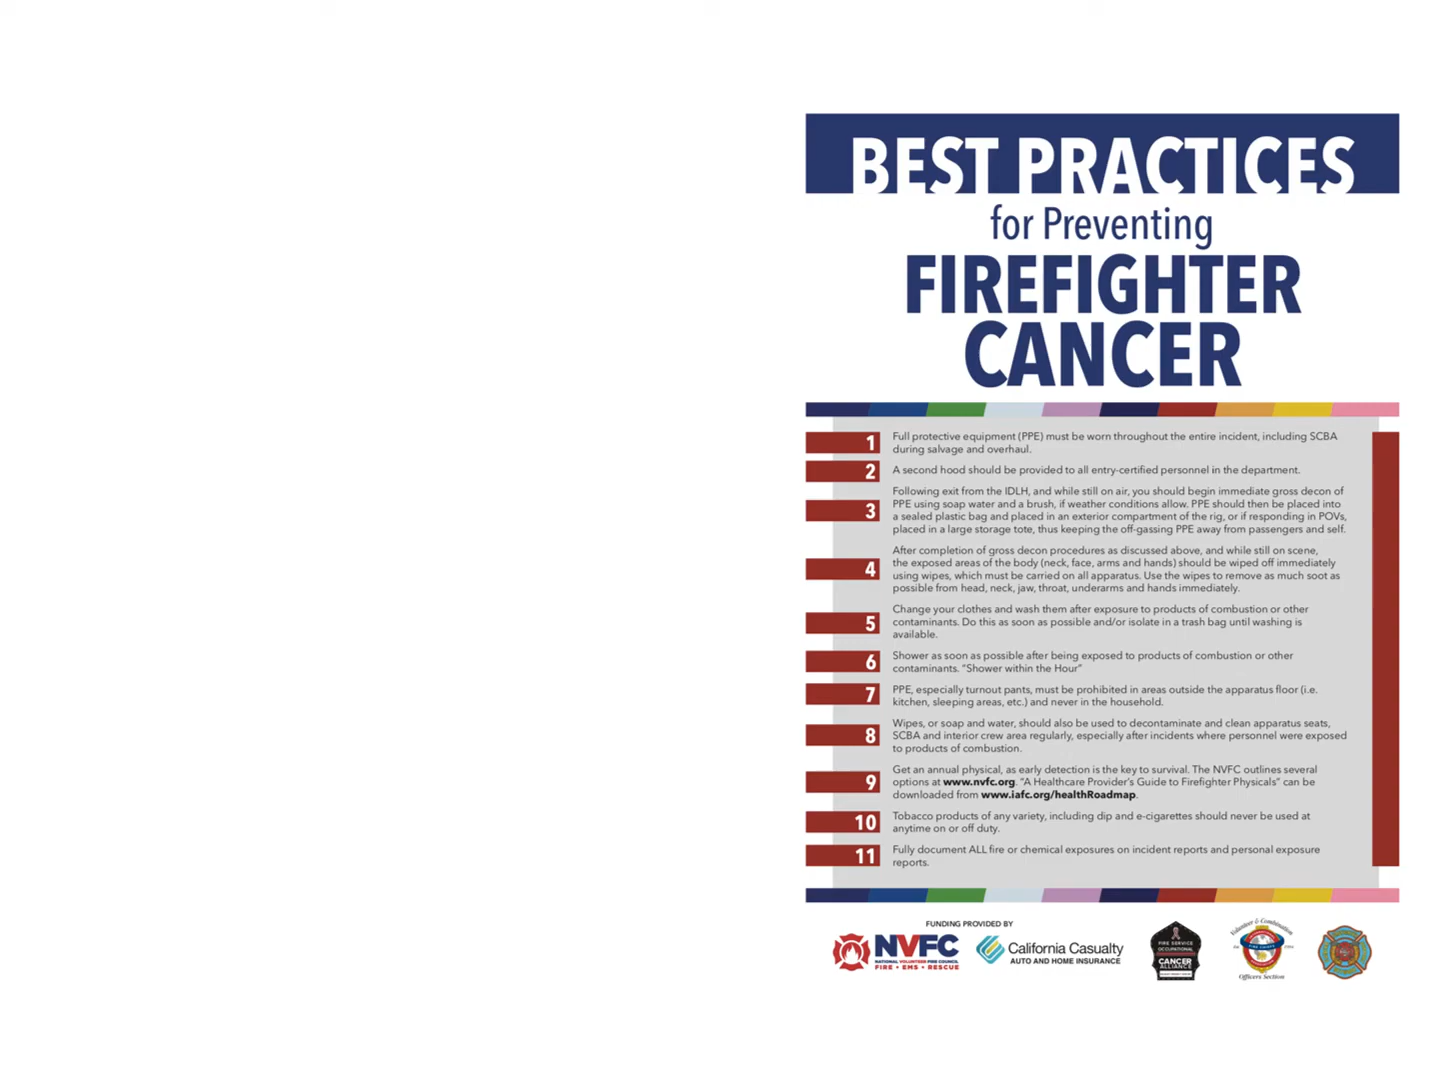 BEST PRACTICES
for Preventing
FIREFIGHTER
CANCER
1 Full protective equipment (PPE) must be worn throughout the entire incident, including SCBA
during salvage and overhaul.
2 A second hood should be provided to all entry-certified personnel in the department.
Following exit from the IDLH, and while still on air, you should begin immediate gross decon of
PPE using soap water and a brush, if weather conditions allow. PPE should then be placed into
3 a sealed plastic bag and placed in an exterior compartment of the rig, or if responding in POVs,
placed in a large storage tote, thus keeping the off-gassing PPE away from passengers and self.
After completion of gross decon procedures as discussed above, and while still on scene,
the exposed areas of the body (neck, face, arms and hands) should be wiped off immediately
4 using wipes, which must be carried on all apparatus. Use the wipes to remove as much soot as
possible from head, neck, jaw, throat, underarms and hands immediately.
Change your clothes and wash them after exposure to products of combustion or other
5 contaminants. Do this as soon as possible and/or isolate in a trash bag until washing is
available.
6 Shower as soon as possible after being exposed to products of combustion or other
contaminants. "Shower within the Hour"
7 PPE, especially turnout pants, must be prohibited in areas outside the apparatus floor (i.e.
kitchen, sleeping areas, etc.) and never in the household.
Wipes, or soap and water, should also be used to decontaminate and clean apparatus seats,
8 SCBA and interior crew area regularly, especially after incidents where personnel were exposed
to products of combustion.
Get an annual physical, as early detection is the key to survival. The NVFC outlines several
9 options at www.nvfc.org. "A Healthcare Provider's Guide to Firefighter Physicals" can be
downloaded from www.iafc.org/healthRoadmap.
10 Tobacco products of any variety, including dip and e-cigarettes should never be used at
anytime on or off duty.
11 Fully document ALL fire or chemical exposures on incident reports and personal exposure
reports.
FUNDING PROVIDED BY
NVFC
NATIONAL VOLUNTEER FIRE COUNCIL
FIRE • EMS • RESCUE
California Casualty
AUTO AND HOME INSURANCE
FIRE SERVICE
OCCUPATIONAL
CANCER
ALLIANCE
Volunteer & Combination
Officers Section